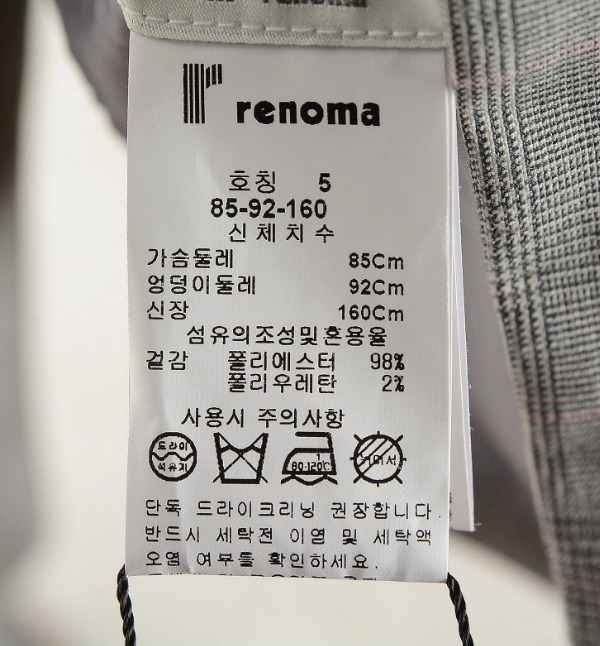 renoma
호칭 5
85-92-160
신체치수
가슴둘레 85Cm
엉덩이둘레 92Cm
신장 160Cm
섬유의조성및혼용율
겉감 폴리에스터 98%
폴리우레탄 2%
사용시 주의사항
드라이
석유계
80-120℃
단독 드라이크리닝 권장합니다.
반드시 세탁전 이염 및 세탁액
오염 여부를 확인하세요.